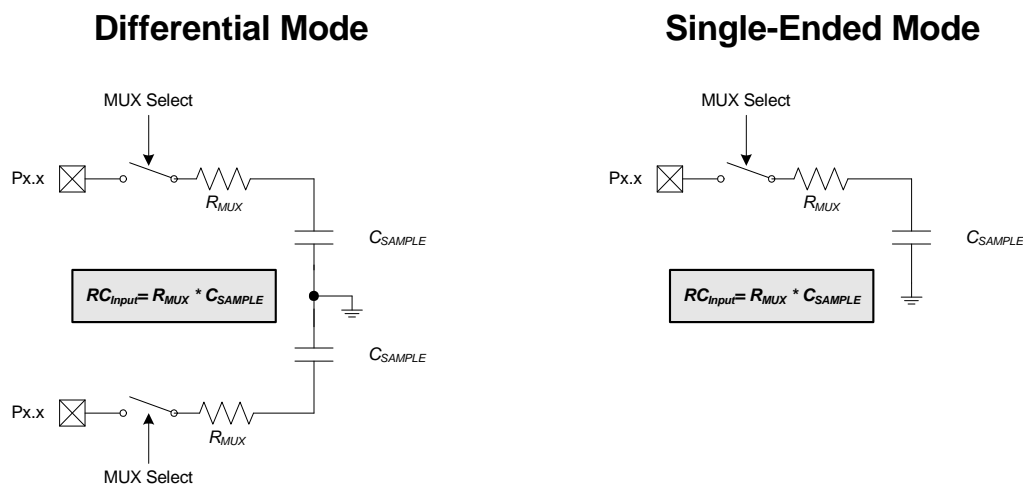 Differential Mode
MUX Select
Px.x
R_MUX
C_SAMPLE
RC_Input= R_MUX * C_SAMPLE
C_SAMPLE
Px.x
R_MUX
MUX Select
Single-Ended Mode
MUX Select
Px.x
R_MUX
C_SAMPLE
RC_Input= R_MUX * C_SAMPLE